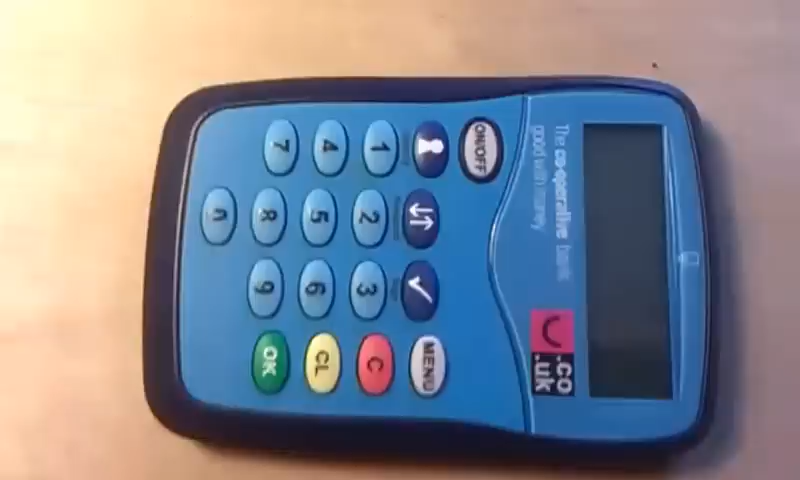 The co-operative bank
good with money
.co
.uk
ON/OFF
MENU
1
2
3
C
4
5
6
CL
7
8
9
OK
0